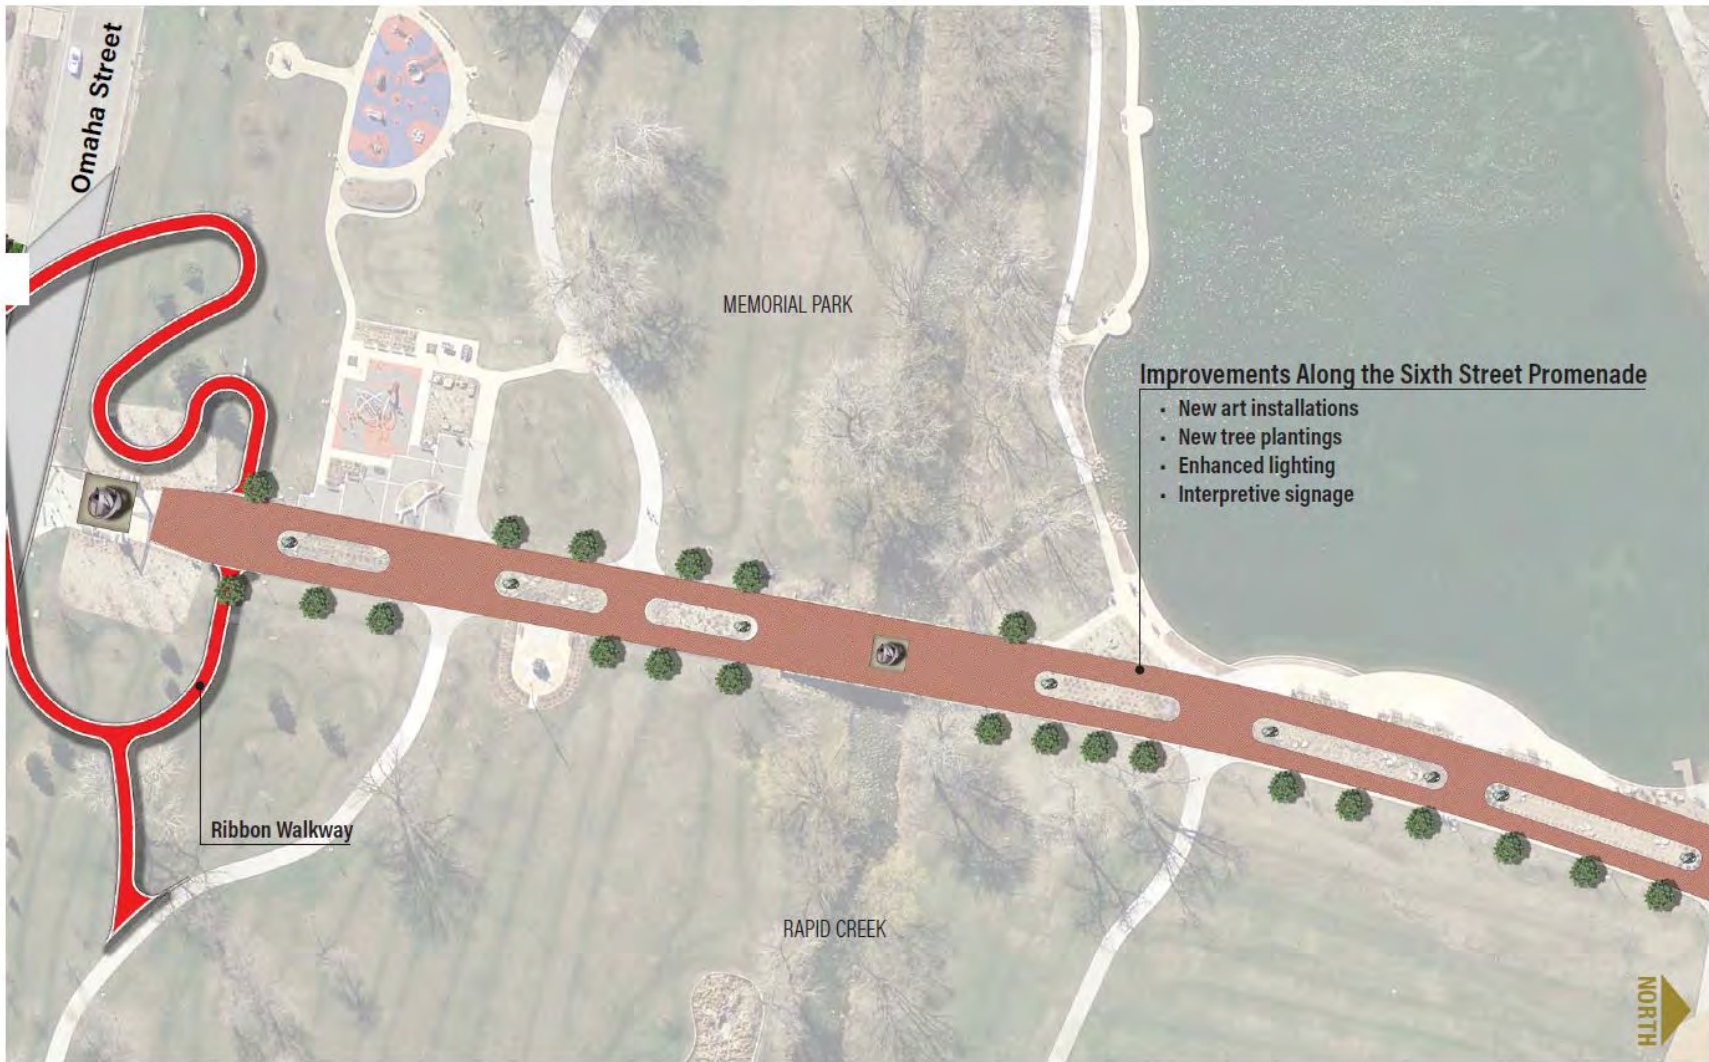 Omaha Street
MEMORIAL PARK
Improvements Along the Sixth Street Promenade
▪ New art installations
▪ New tree plantings
▪ Enhanced lighting
▪ Interpretive signage
Ribbon Walkway
RAPID CREEK
NORTH